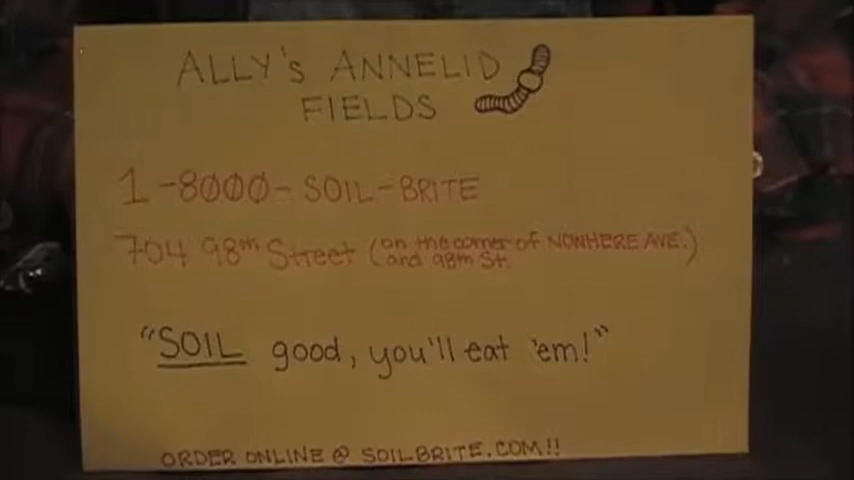 ALLY'S ANNELID
FIELDS
1-8000-SOIL-BRITE
704 98th Street (on the corner of NOWHERE AVE.
and 98th St.)
"SOIL good, you'll eat 'em!"
ORDER ONLINE @ SOILBRITE.COM!!